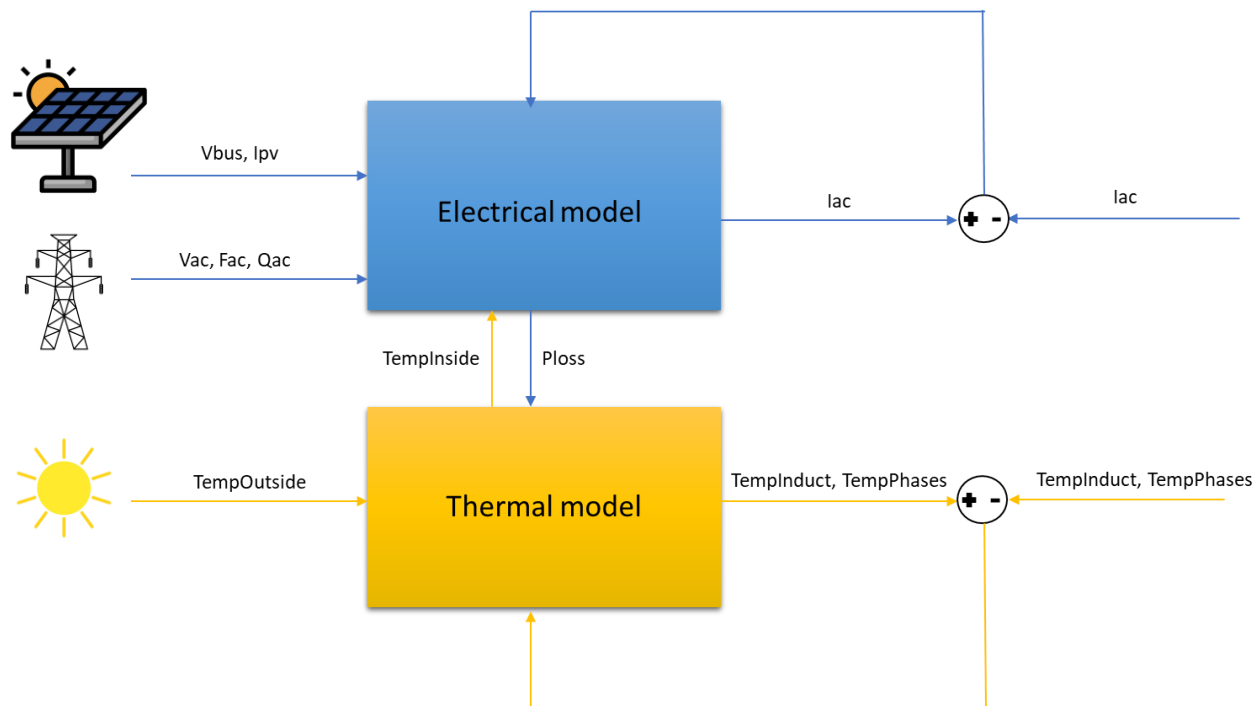 Vbus, Ipv
Electrical model
Iac
Iac
+ -
Vac, Fac, Qac
TempInside
Ploss
TempOutside
Thermal model
TempInduct, TempPhases
TempInduct, TempPhases
+ -